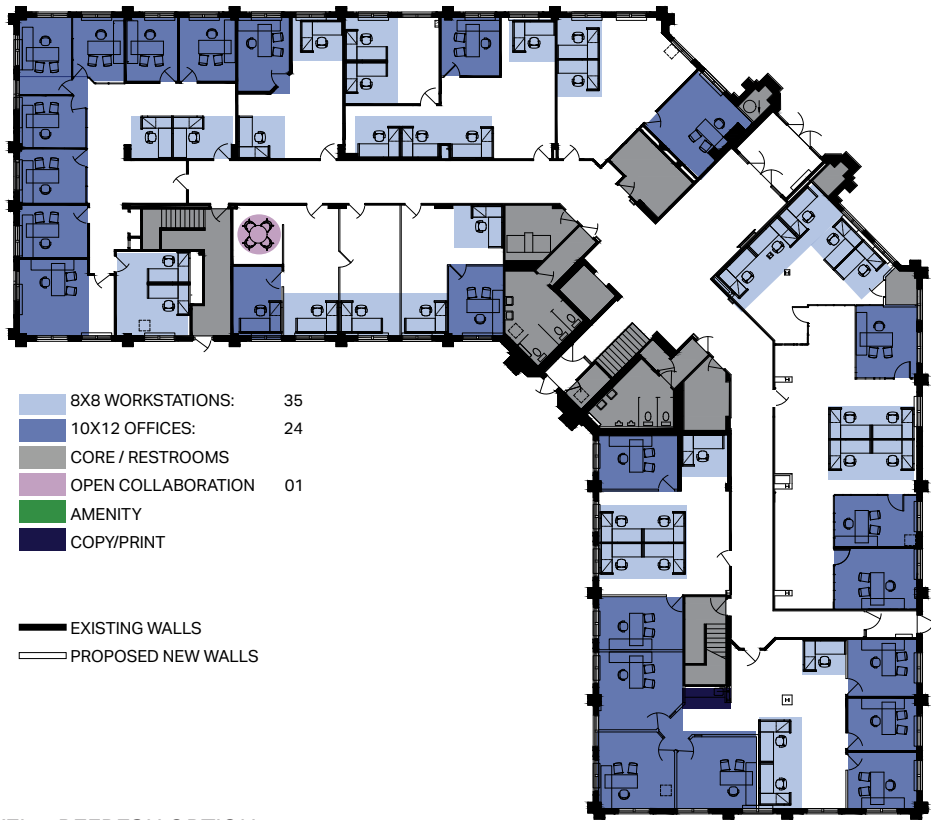 8X8 WORKSTATIONS: 35
10X12 OFFICES: 24
CORE / RESTROOMS
OPEN COLLABORATION 01
AMENITY
COPY/PRINT
EXISTING WALLS
PROPOSED NEW WALLS